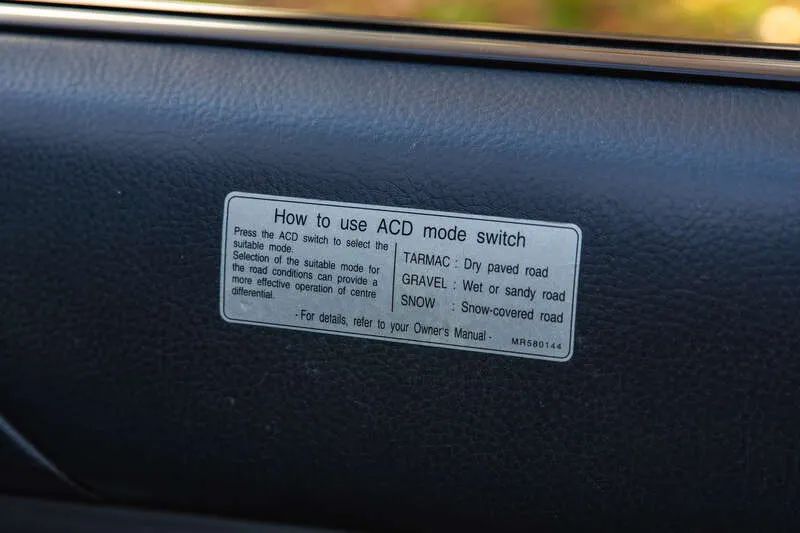 How to use ACD mode switch
Press the ACD switch to select the
suitable mode.
Selection of the suitable mode for
the road conditions can provide a
more effective operation of centre
differential.
TARMAC : Dry paved road
GRAVEL : Wet or sandy road
SNOW : Snow-covered road
- For details, refer to your Owner's Manual -
MR580144